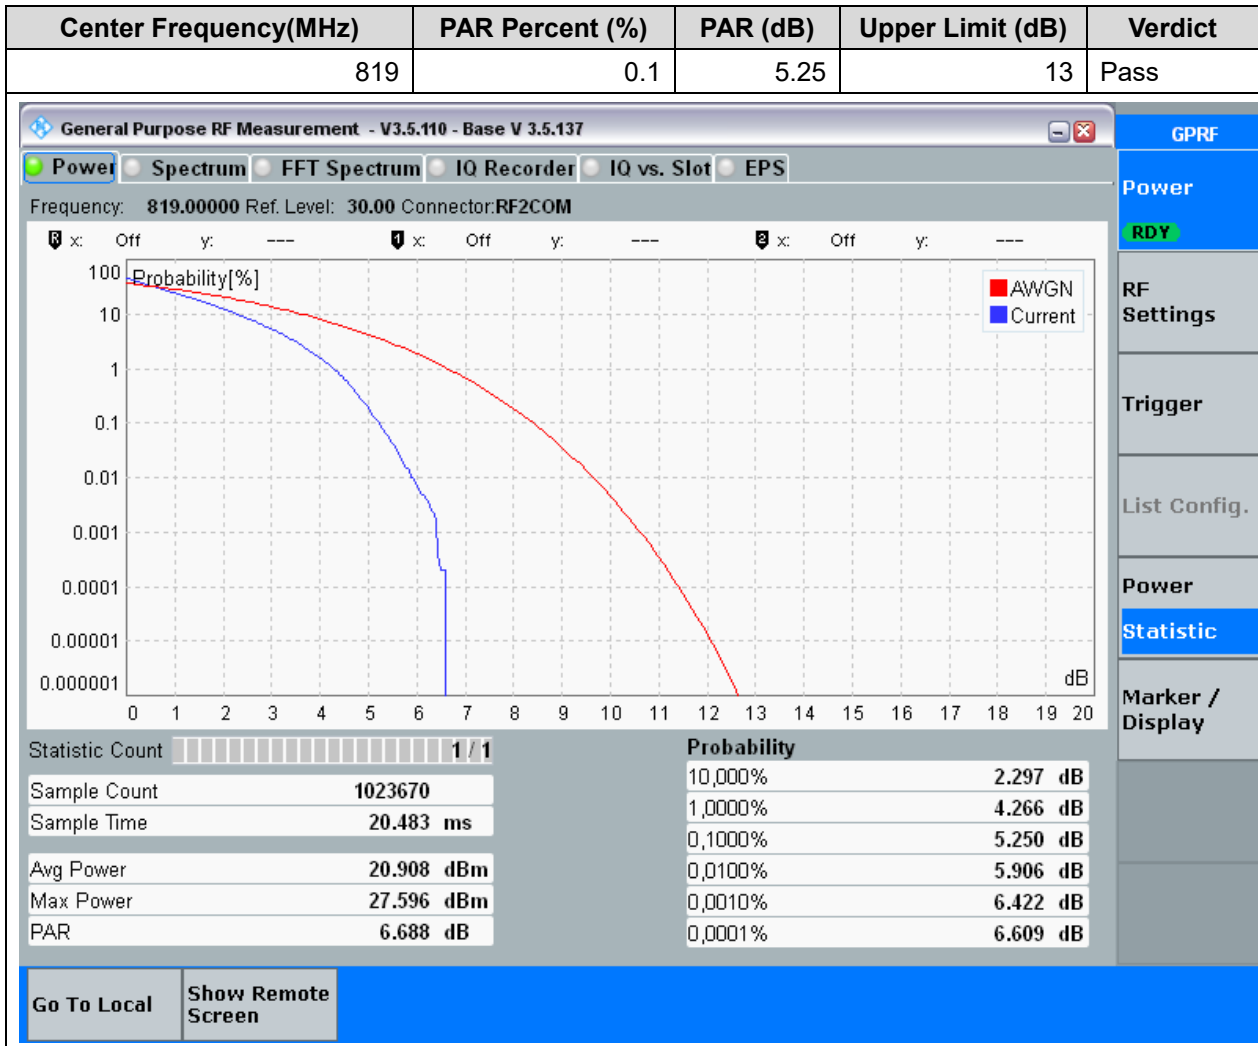 Center Frequency(MHz) PAR Percent (%) PAR (dB) Upper Limit (dB) Verdict
819 0.1 5.25 13 Pass
General Purpose RF Measurement - V3.5.110 - Base V 3.5.137
GPRF
Power Spectrum FFT Spectrum IQ Recorder IQ vs. Slot EPS
Power
RDY
Frequency: 819.00000 Ref. Level: 30.00 Connector:RF2COM
R x: Off y: --- 1 x: Off y: --- 2 x: Off y: ---
100 Probability[%]
AWGN
Current
10
1
0.1
0.01
0.001
0.0001
0.00001
0.000001
dB
0 1 2 3 4 5 6 7 8 9 10 11 12 13 14 15 16 17 18 19 20
RF
Settings
Trigger
List Config.
Power
Statistic
Marker /
Display
Statistic Count 1 / 1
Sample Count 1023670
Sample Time 20.483 ms
Avg Power 20.908 dBm
Max Power 27.596 dBm
PAR 6.688 dB
Probability
10,000% 2.297 dB
1,0000% 4.266 dB
0,1000% 5.250 dB
0,0100% 5.906 dB
0,0010% 6.422 dB
0,0001% 6.609 dB
Go To Local
Show Remote
Screen